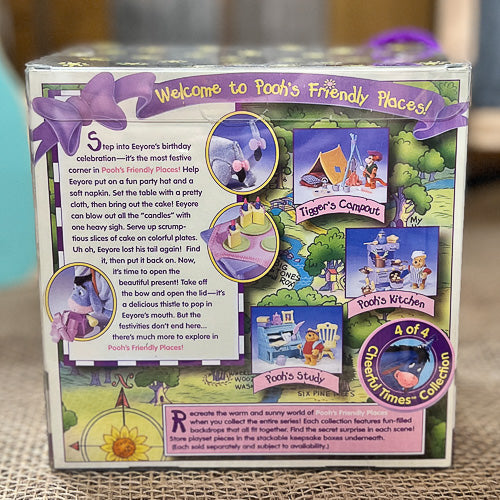 Welcome to Pooh's Friendly Places!
Step into Eeyore's birthday
celebration—it's the most festive
corner in Pooh's Friendly Places! Help
Eeyore put on a fun party hat and a
soft napkin. Set the table with a pretty
cloth, then bring out the cake! Eeyore
can blow out all the "candles" with
one heavy sigh. Serve up scrump-
tious slices of cake on colorful plates.
Uh oh, Eeyore lost his tail again! Find
it, then put it back on. Now,
it's time to open the
beautiful present! Take off
the bow and open the lid—it's
a delicious thistle to pop in
Eeyore's mouth. But the
festivities don't end here...
there's much more to explore in
Pooh's Friendly Places!
Tigger's Campout
MY
Pooh's Kitchen
Pooh's Study
4 of 4
Cheerful Times™ Collection
SIX PINE TREES
Recreate the warm and sunny world of Pooh's Friendly Places
when you collect the entire series! Each collection features fun-filled
backdrops that all fit together. Find the secret surprise in each scene!
Store playset pieces in the stackable keepsake boxes underneath.
(Each sold separately and subject to availability.)